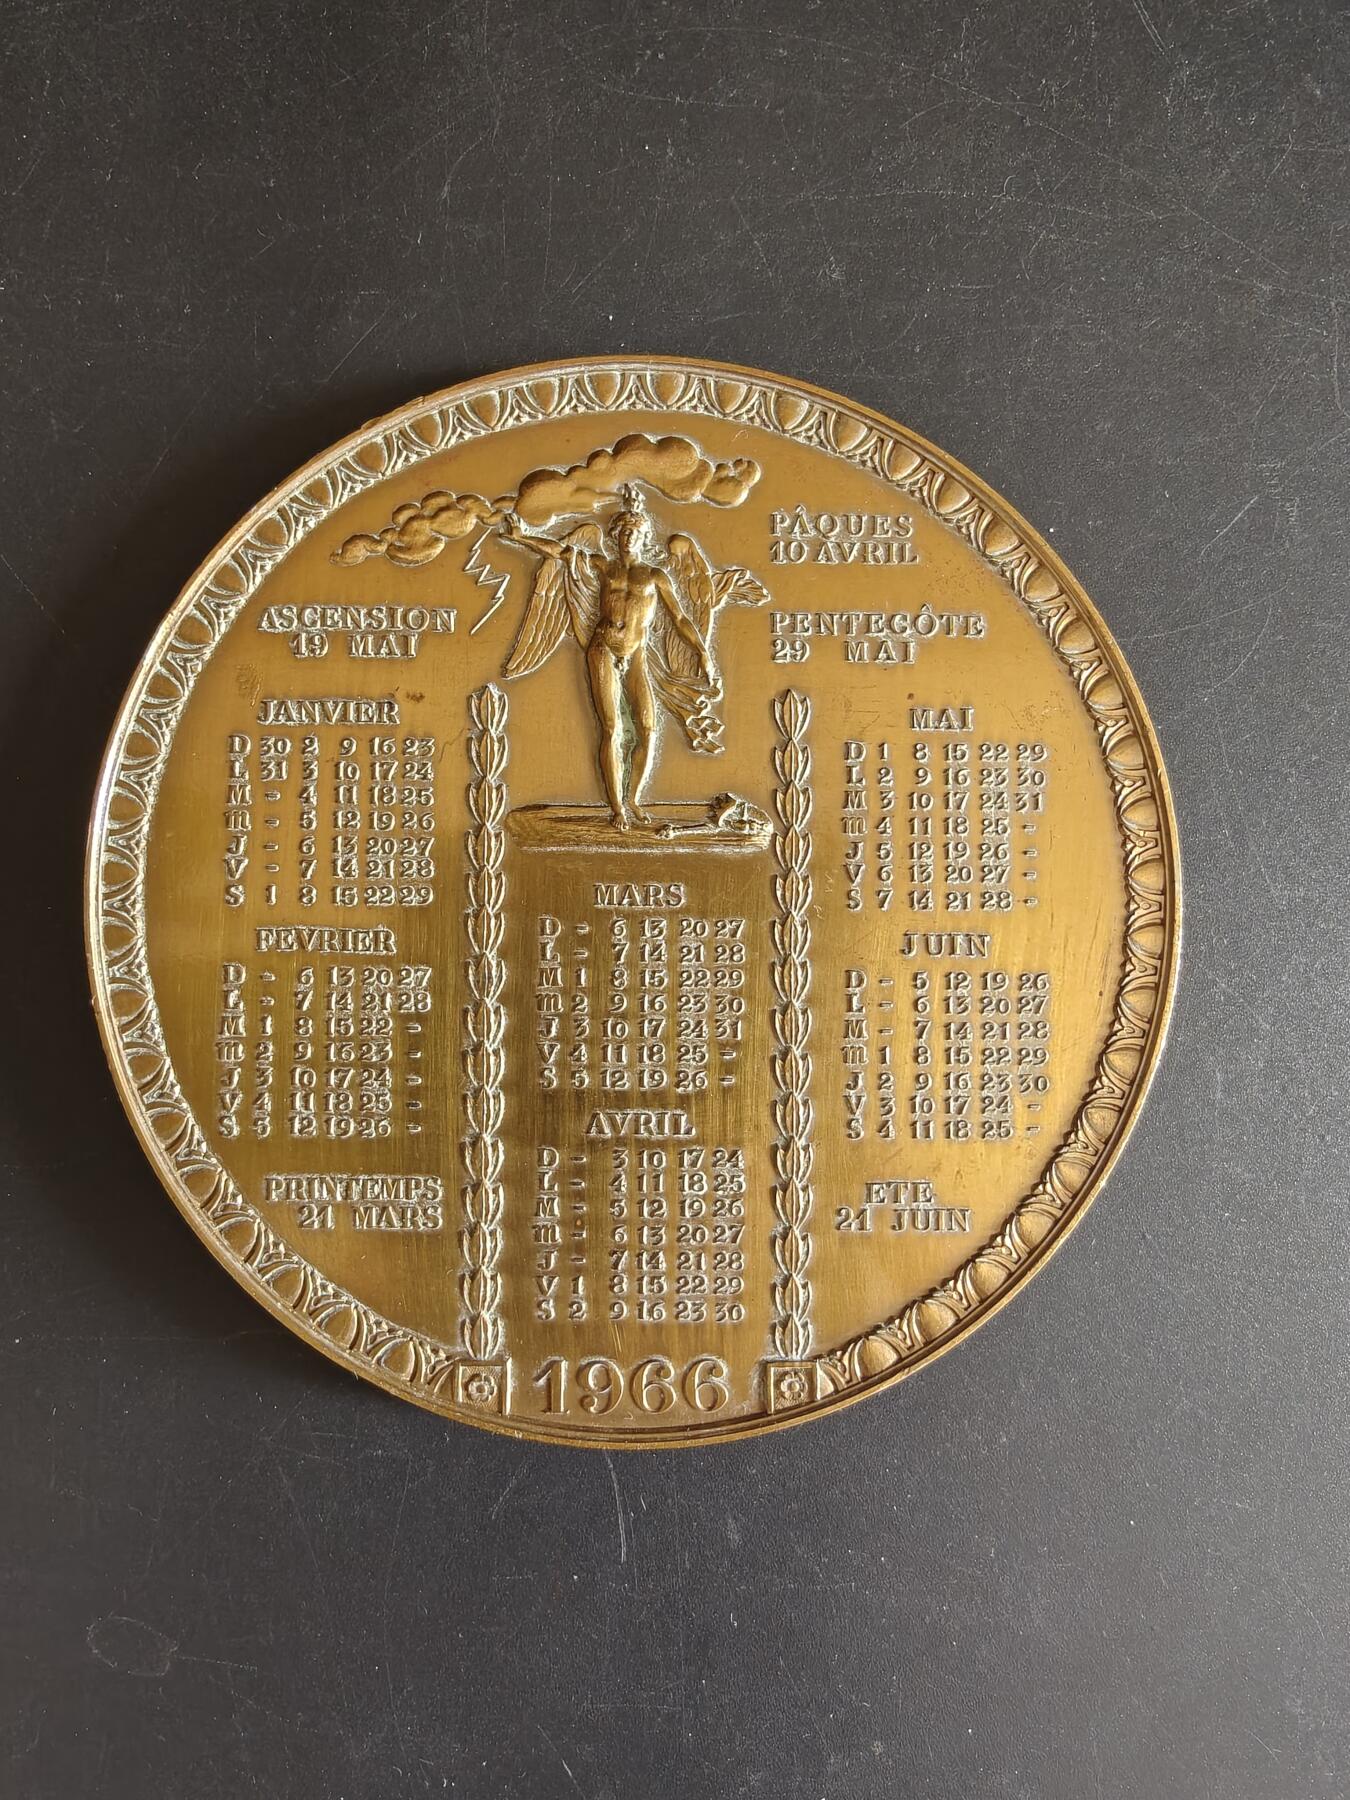 PÂQUES
10 AVRIL
ASCENSION
19 MAI
PENTECÔTE
29 MAI
JANVIER
D 30 2 9 16 23
L 31 3 10 17 24
M - 4 11 18 25
m - 5 12 19 26
J - 6 13 20 27
V - 7 14 21 28
S 1 8 15 22 29
FEVRIER
D - 6 13 20 27
L - 7 14 21 28
M 1 8 15 22 -
m 2 9 16 23 -
J 3 10 17 24 -
V 4 11 18 25 -
S 5 12 19 26 -
PRINTEMPS
21 MARS
MARS
D - 6 13 20 27
L - 7 14 21 28
M 1 8 15 22 29
m 2 9 16 23 30
J 3 10 17 24 31
V 4 11 18 25 -
S 5 12 19 26 -
AVRIL
D - 3 10 17 24
L - 4 11 18 25
M - 5 12 19 26
m - 6 13 20 27
J - 7 14 21 28
V 1 8 15 22 29
S 2 9 16 23 30
MAI
D 1 8 15 22 29
L 2 9 16 23 30
M 3 10 17 24 31
m 4 11 18 25 -
J 5 12 19 26 -
V 6 13 20 27 -
S 7 14 21 28 -
JUIN
D - 5 12 19 26
L - 6 13 20 27
M - 7 14 21 28
m 1 8 15 22 29
J 2 9 16 23 30
V 3 10 17 24 -
S 4 11 18 25 -
ETE
21 JUIN
1966